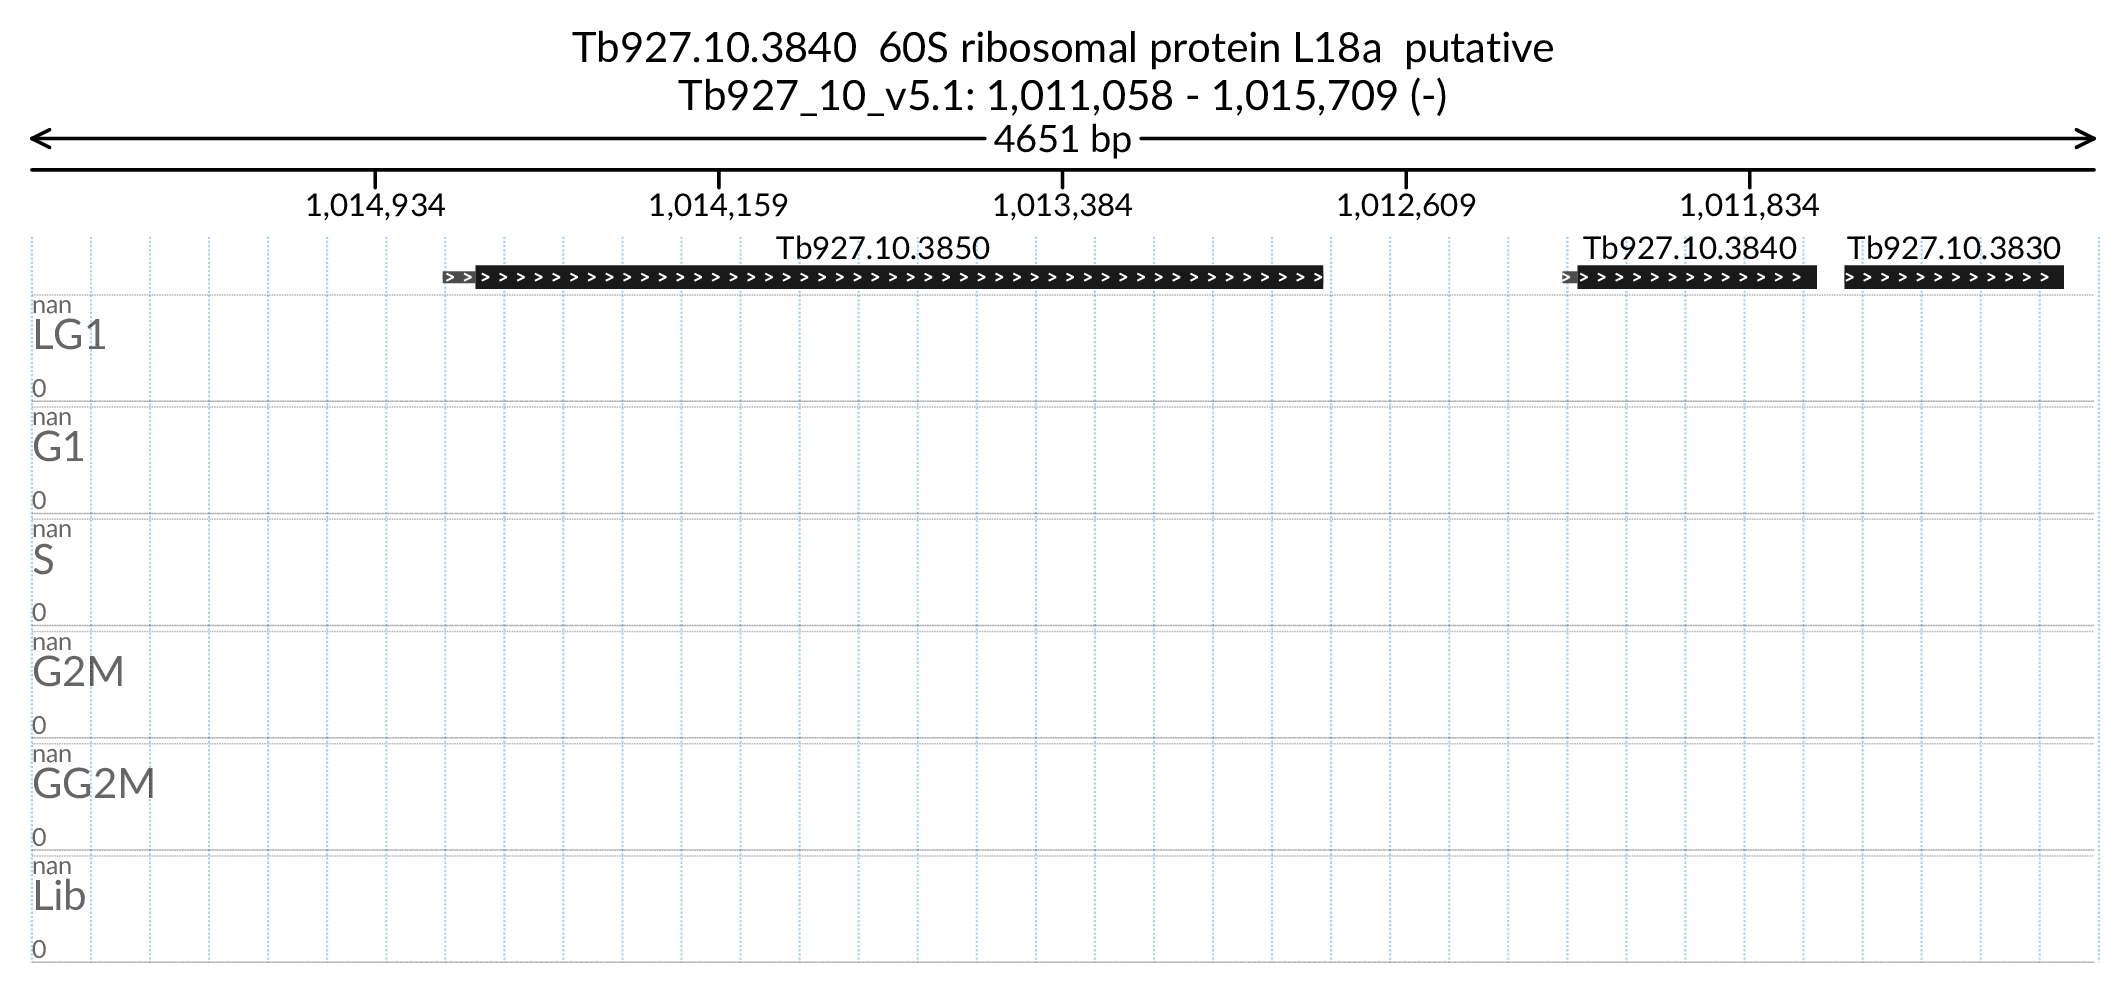 Tb927.10.3840 60S ribosomal protein L18a putative
Tb927_10_v5.1: 1,011,058 - 1,015,709 (-)
4651 bp
1,014,934 1,014,159 1,013,384 1,012,609 1,011,834
Tb927.10.3850 Tb927.10.3840 Tb927.10.3830
nan
LG1
0
nan
G1
0
nan
S
0
nan
G2M
0
nan
GG2M
0
nan
Lib
0